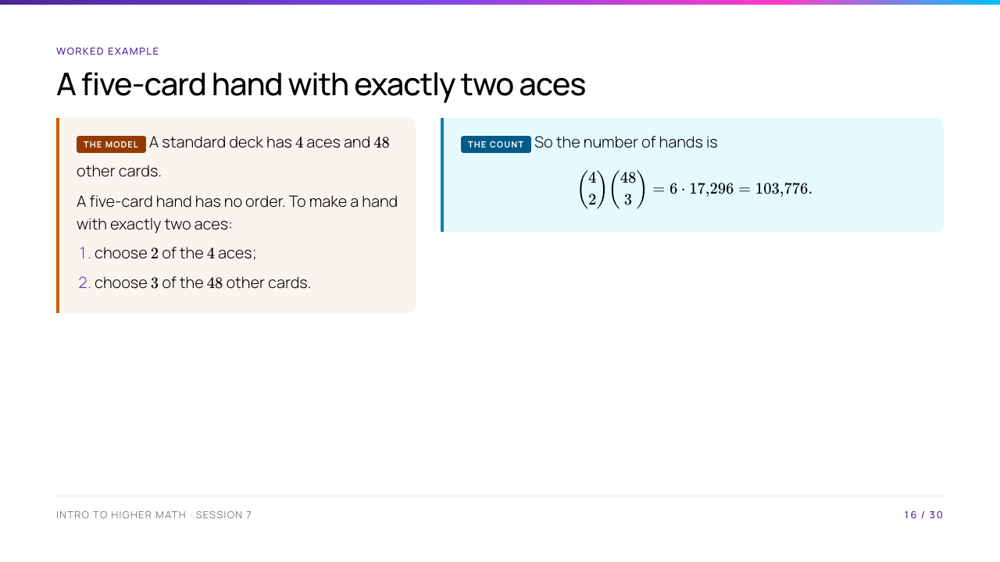 WORKED EXAMPLE
A five-card hand with exactly two aces
THE MODEL A standard deck has 4 aces and 48
other cards.
A five-card hand has no order. To make a hand
with exactly two aces:
1. choose 2 of the 4 aces;
2. choose 3 of the 48 other cards.
THE COUNT So the number of hands is
(4 2)(48 3) = 6 · 17,296 = 103,776.
INTRO TO HIGHER MATH · SESSION 7
16 / 30